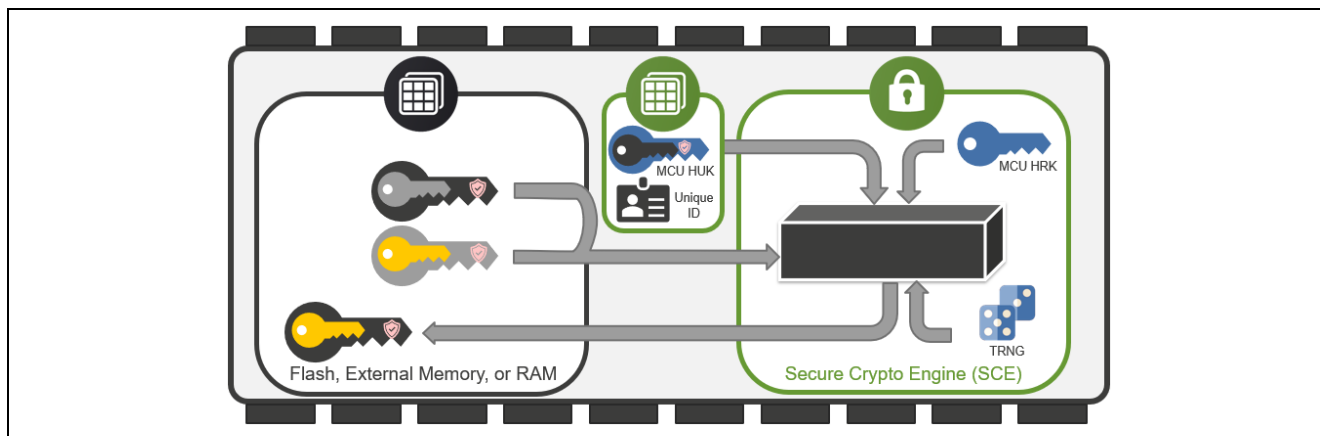 MCU HUK
Unique
ID
MCU HRK
TRNG
Flash, External Memory, or RAM
Secure Crypto Engine (SCE)